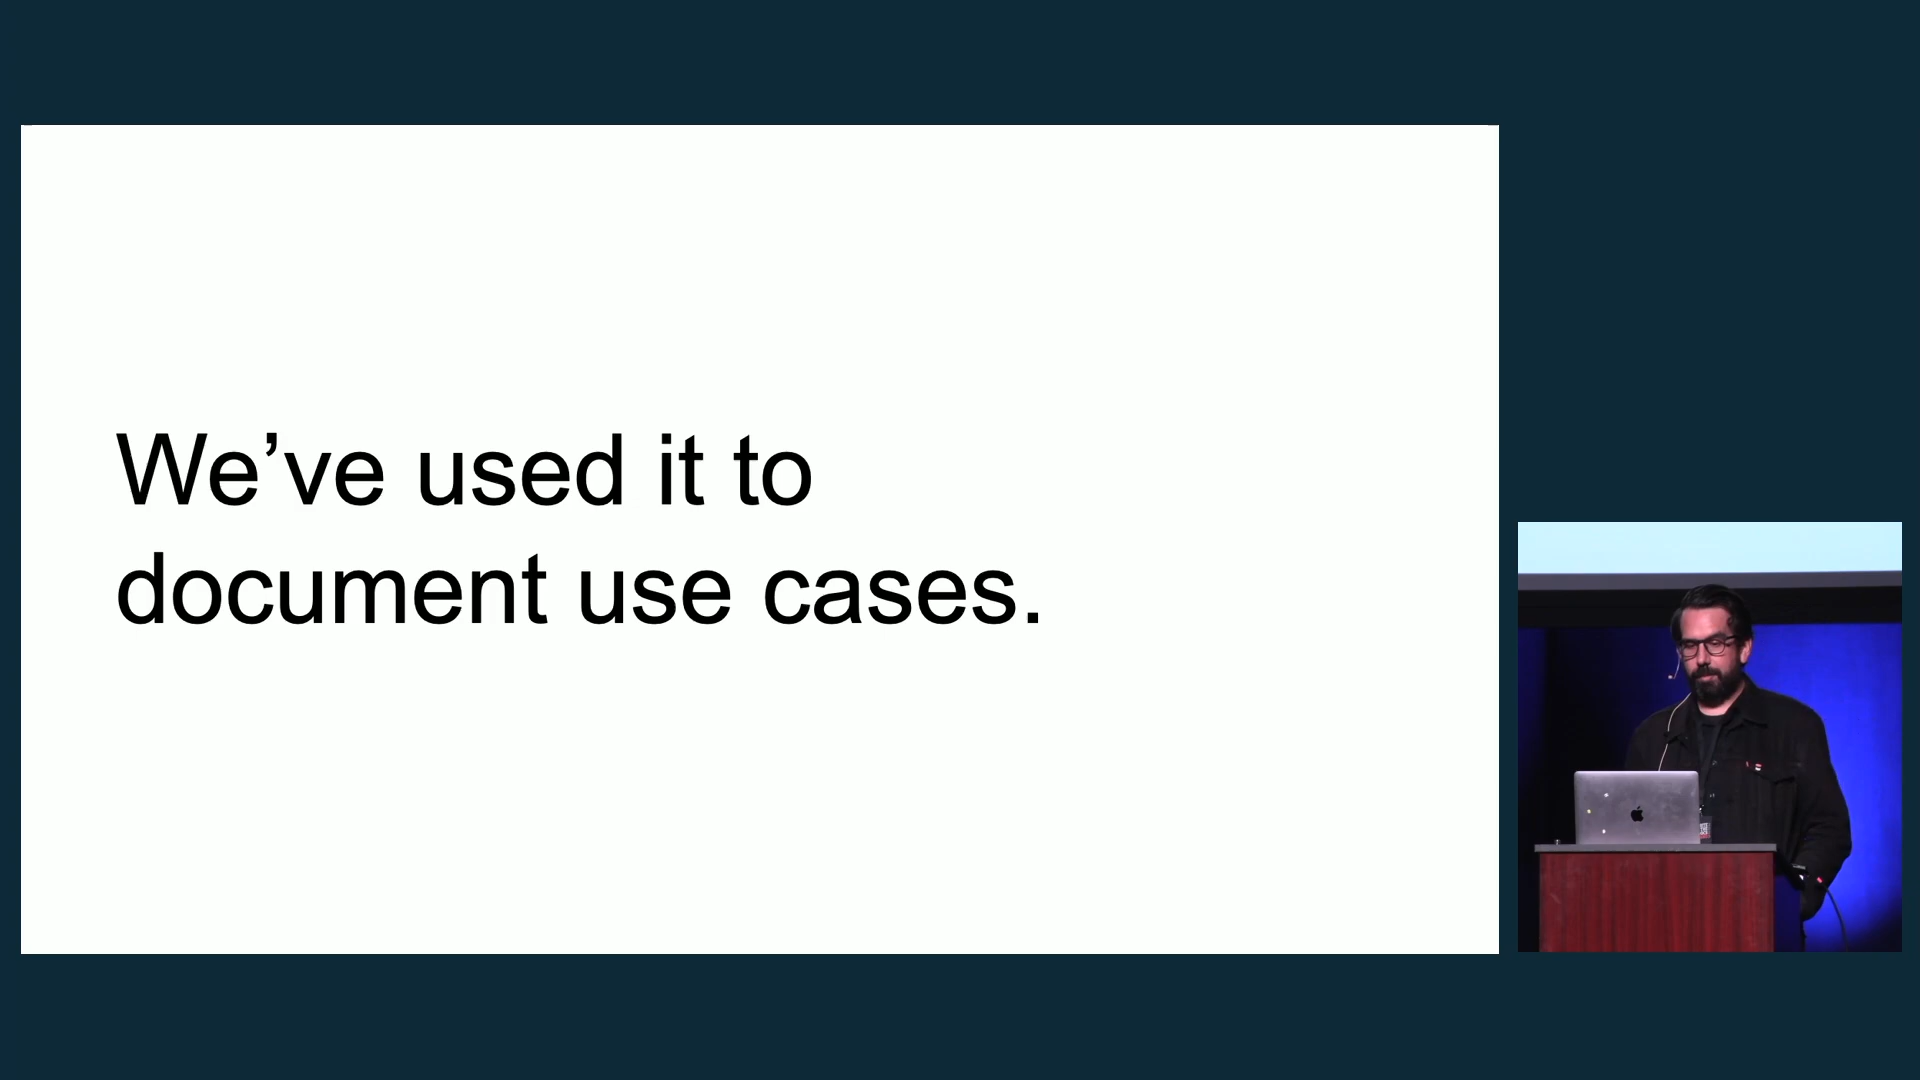 We’ve used it to
document use cases.